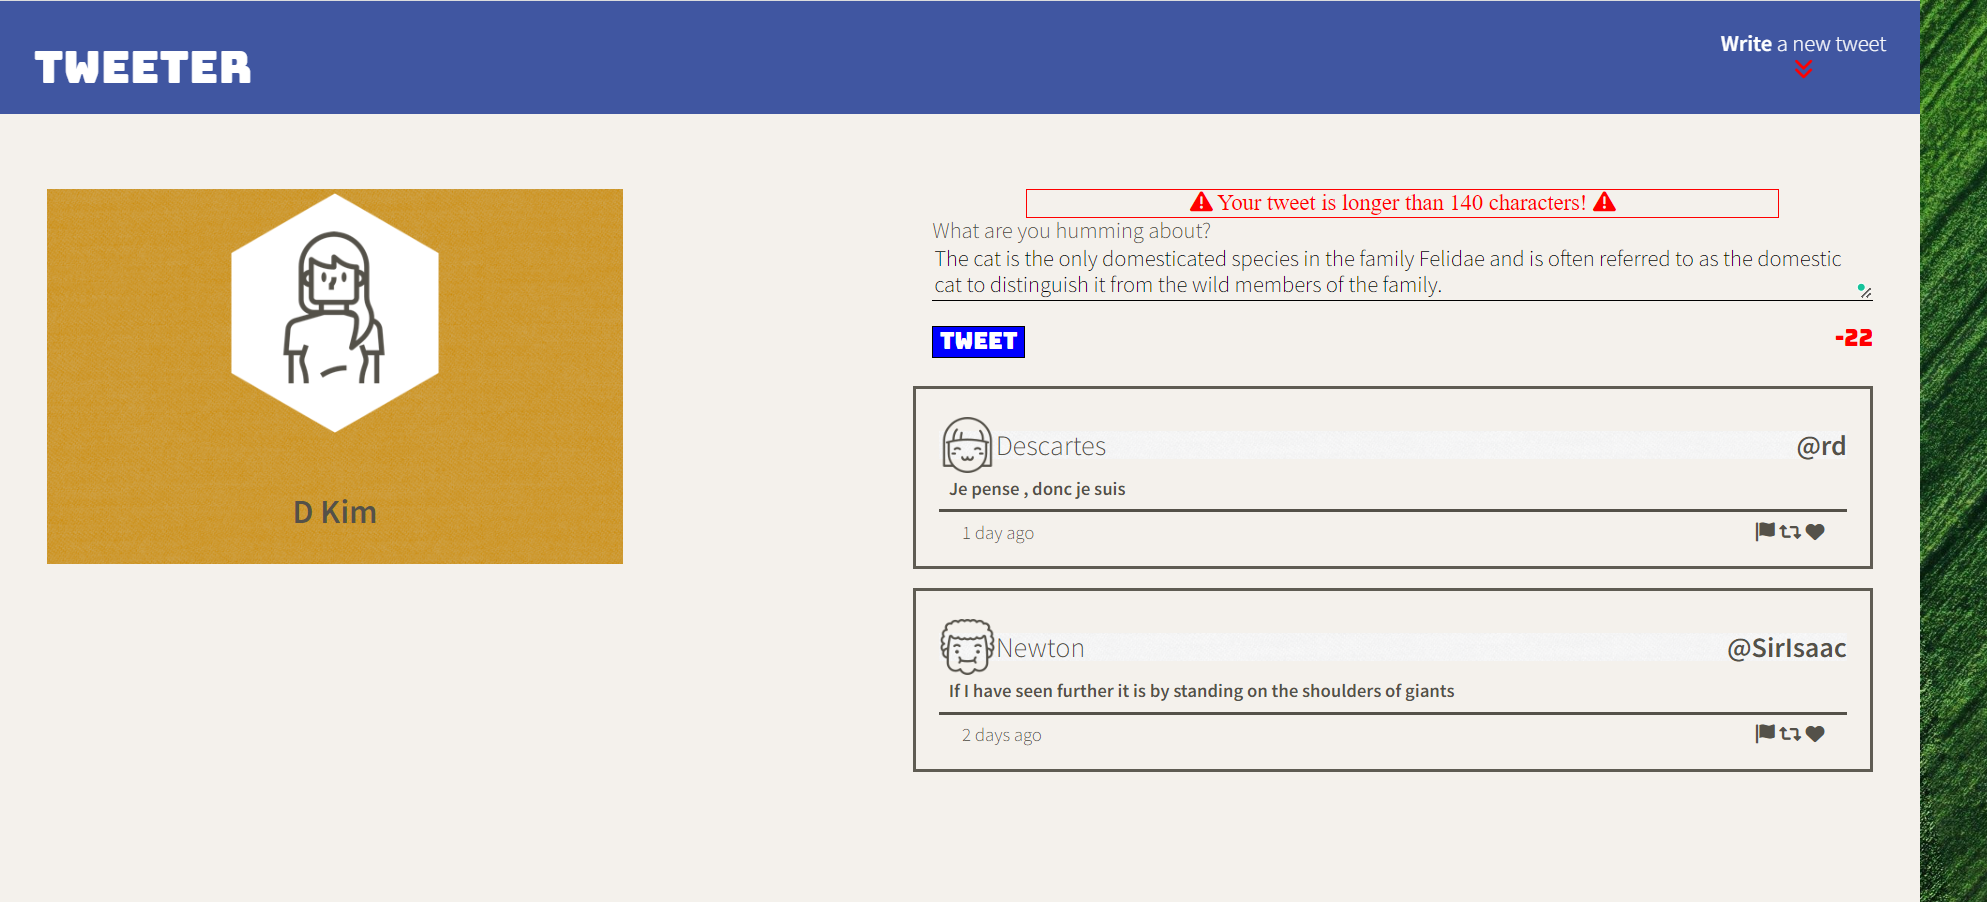 TWEETER
Write a new tweet
D Kim
Your tweet is longer than 140 characters!
What are you humming about?
The cat is the only domesticated species in the family Felidae and is often referred to as the domestic
cat to distinguish it from the wild members of the family.
TWEET
-22
Descartes
@rd
Je pense , donc je suis
1 day ago
Newton
@SirIsaac
If I have seen further it is by standing on the shoulders of giants
2 days ago